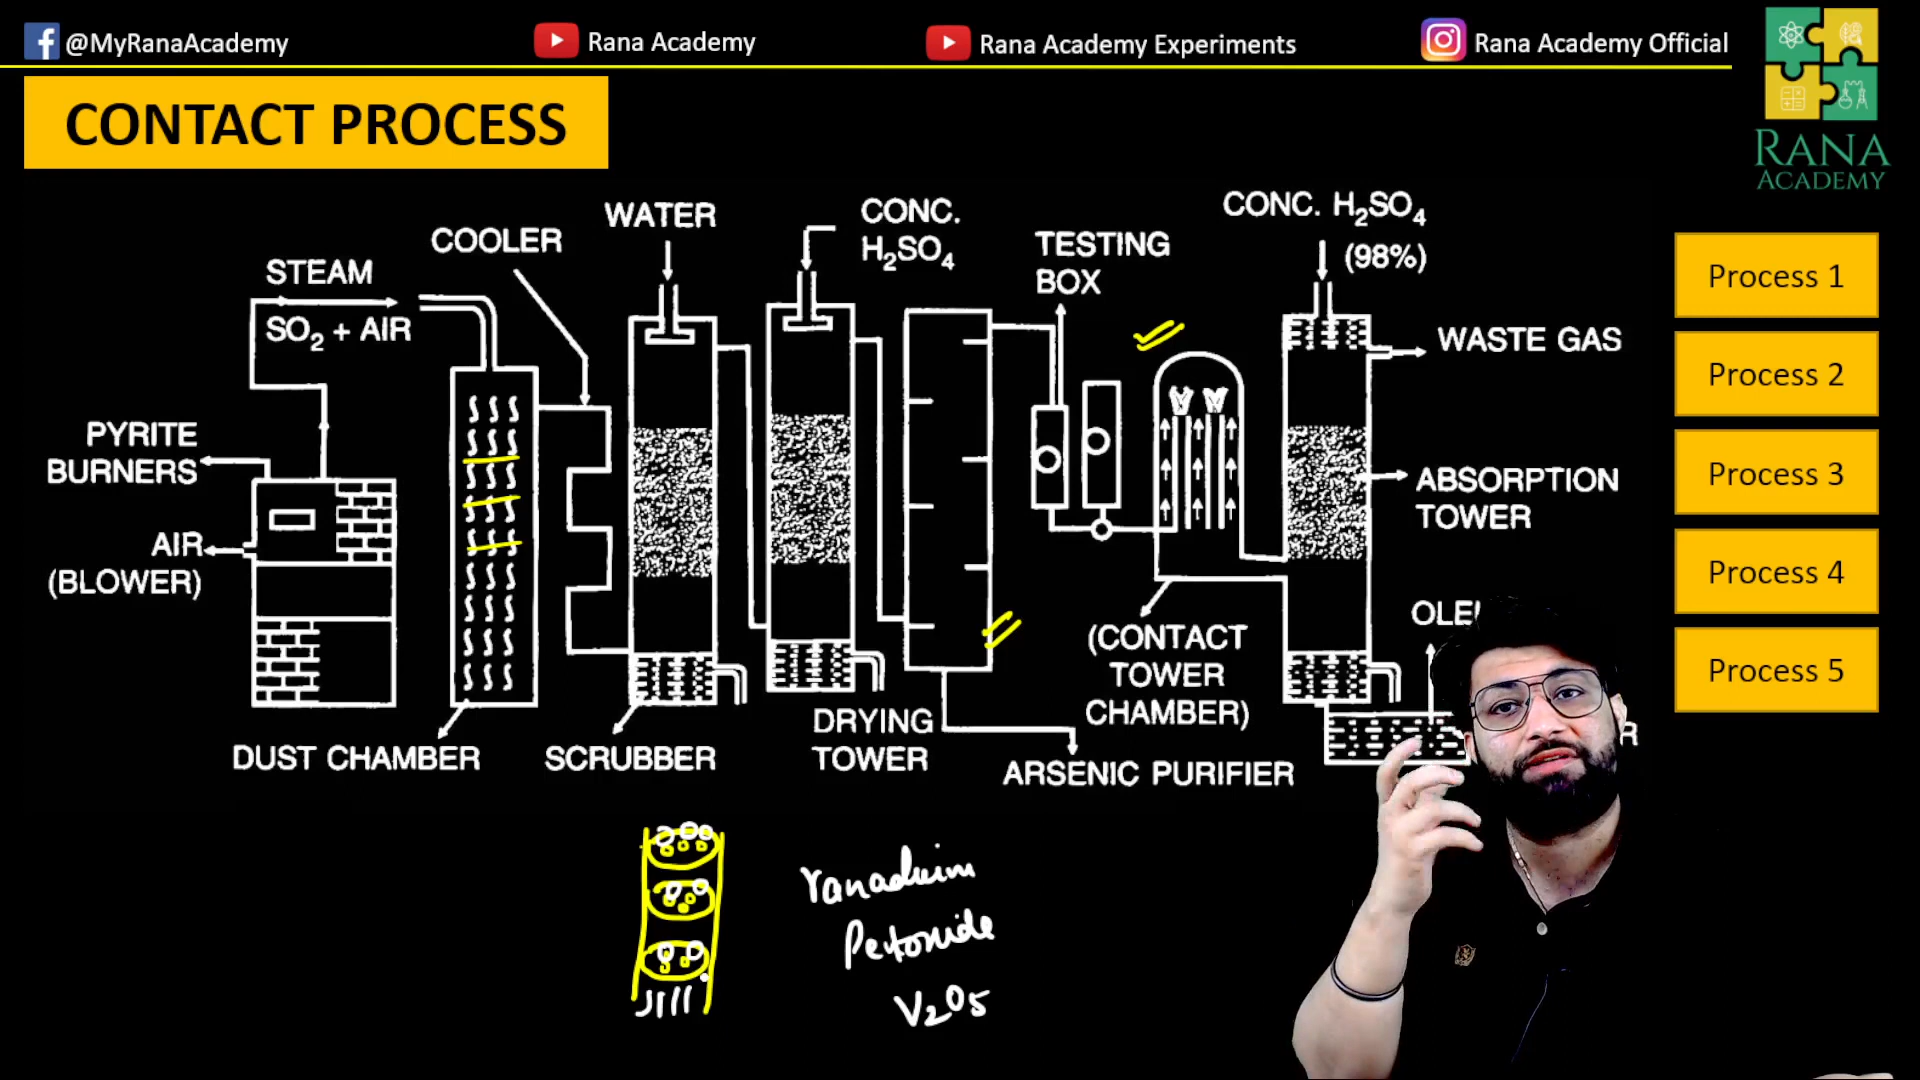 @MyRanaAcademy
Rana Academy
Rana Academy Experiments
Rana Academy Official
RANA
ACADEMY
CONTACT PROCESS
WATER
CONC.
H₂SO₄
CONC. H₂SO₄
(98%)
COOLER
TESTING
BOX
STEAM
SO₂ + AIR
WASTE GAS
PYRITE
BURNERS
AIR
(BLOWER)
ABSORPTION
TOWER
(CONTACT
TOWER
CHAMBER)
DRYING
TOWER
DUST CHAMBER
SCRUBBER
ARSENIC PURIFIER
Process 1
Process 2
Process 3
Process 4
Process 5
V₂O₅